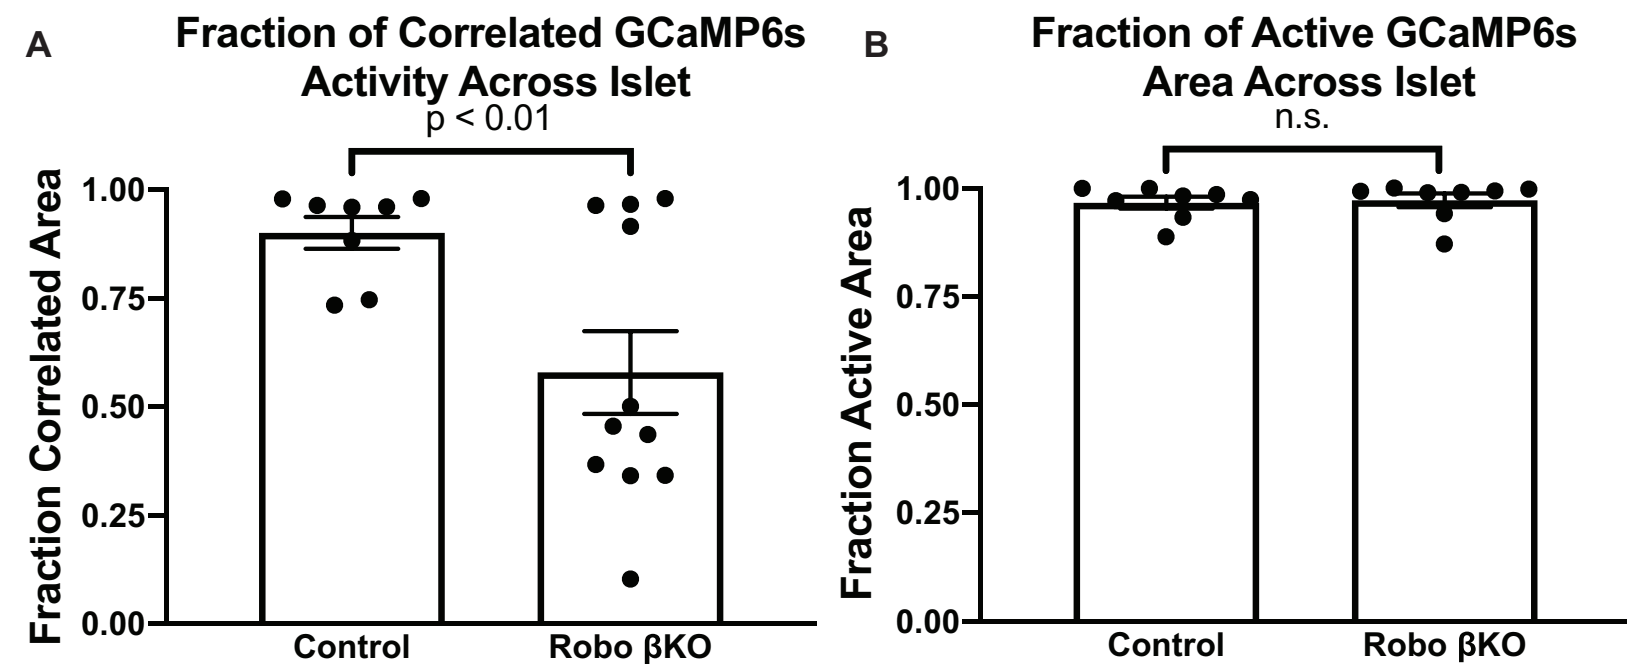 A
Fraction of Correlated GCaMP6s
Activity Across Islet
p < 0.01
Fraction Correlated Area
1.00
0.75
0.50
0.25
0.00
Control
Robo βKO
B
Fraction of Active GCaMP6s
Area Across Islet
n.s.
Fraction Active Area
1.00
0.75
0.50
0.25
0.00
Control
Robo βKO